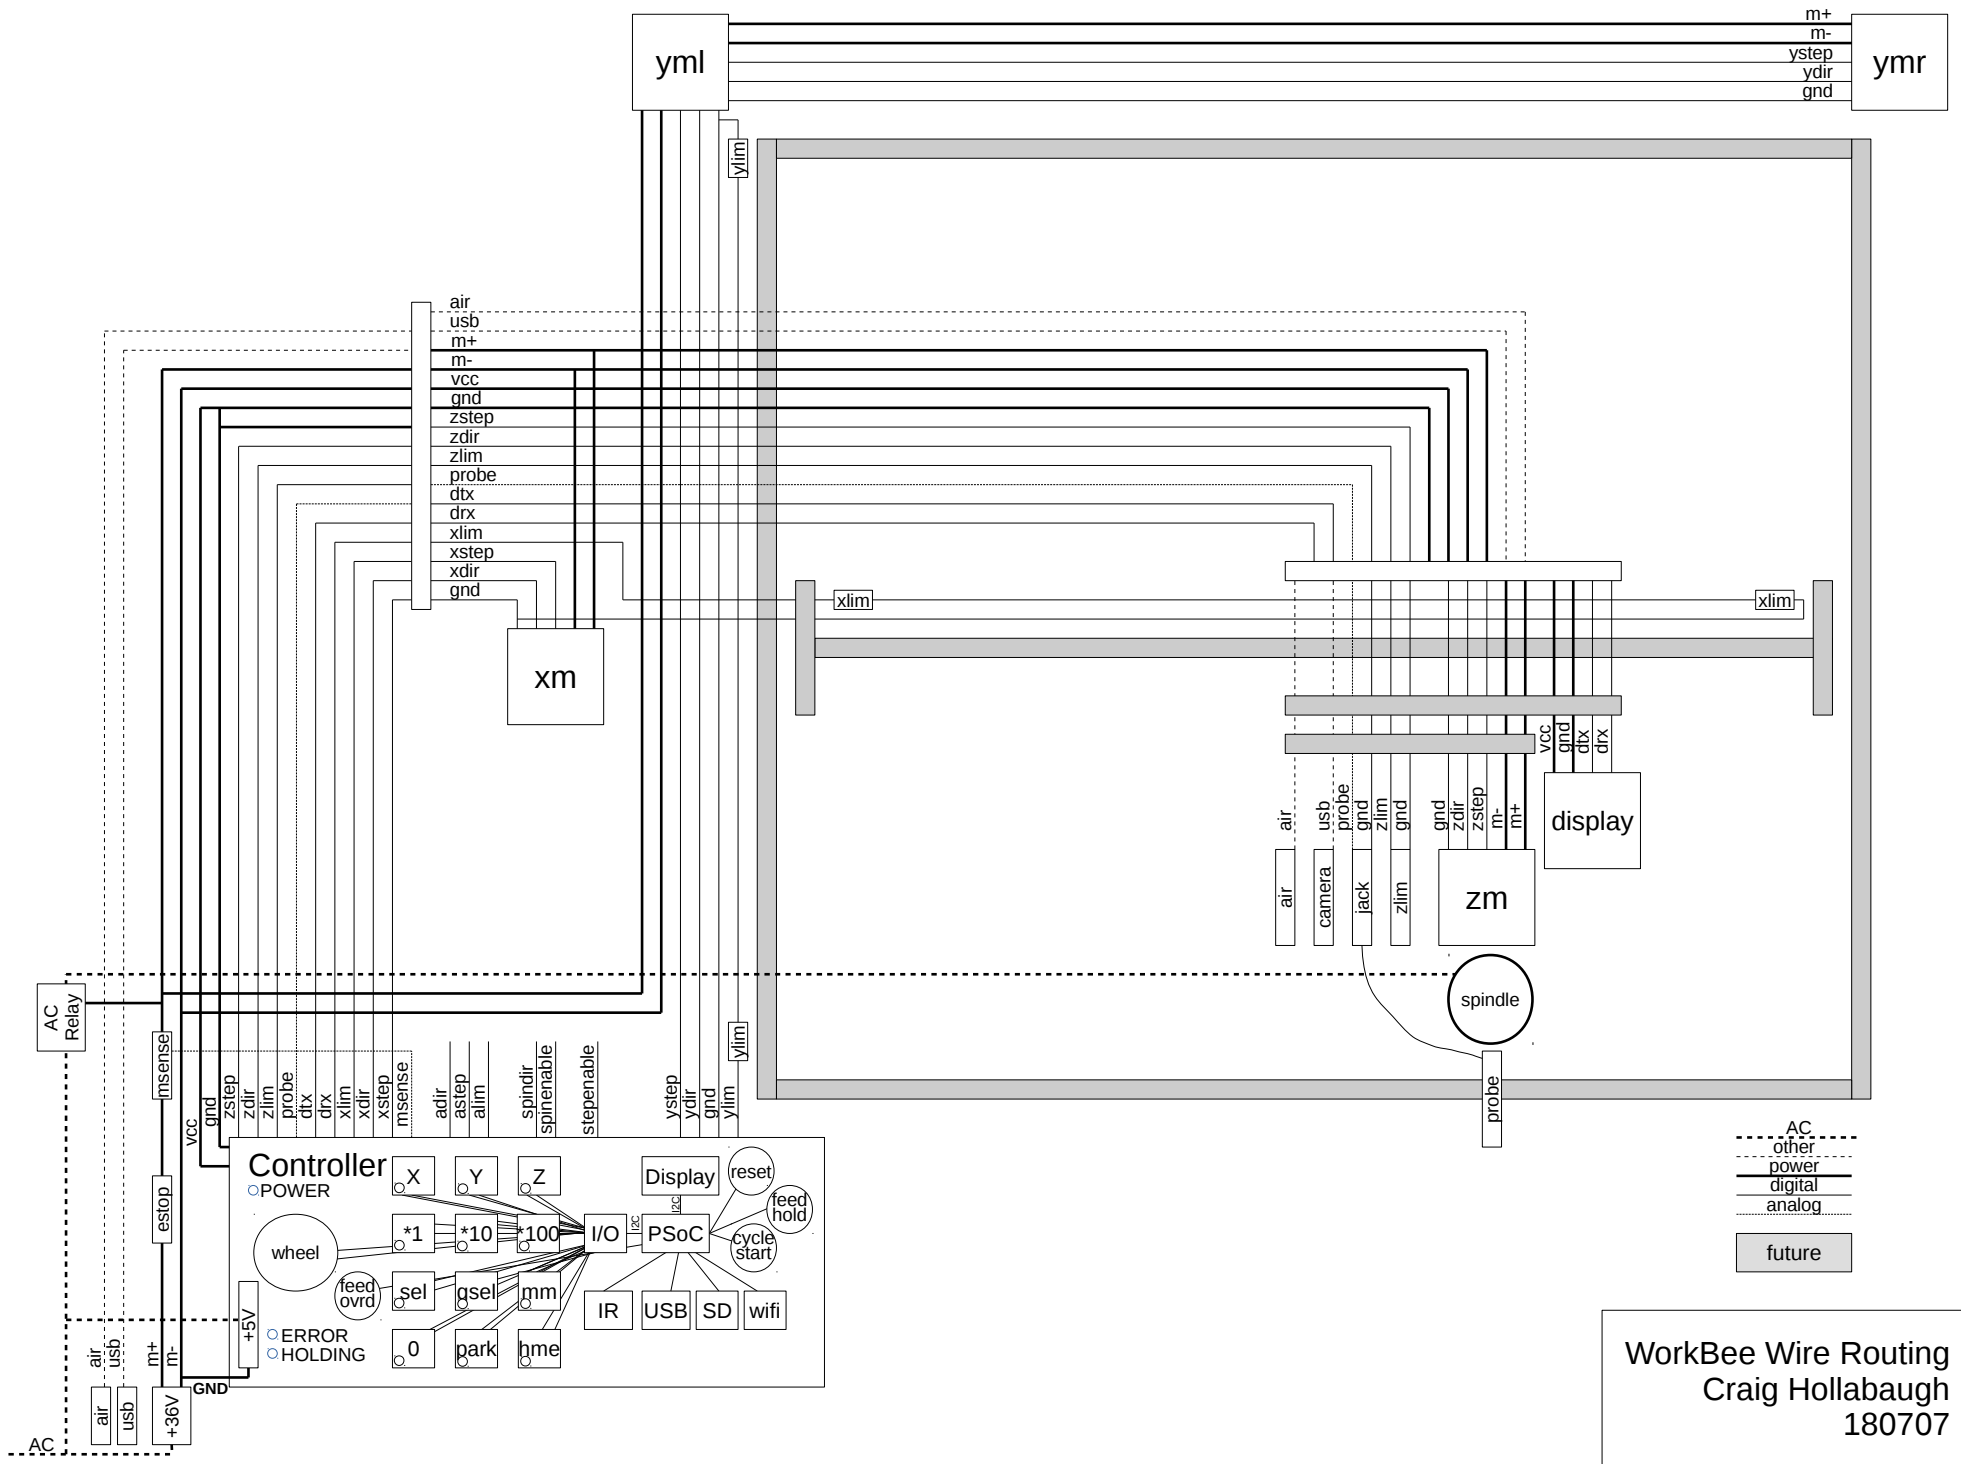 yml
m+
m-
ystep
ydir
gnd
ymr
ylim
air
usb
m+
m-
vcc
gnd
zstep
zdir
zlim
probe
dtx
drx
xlim
xstep
xdir
gnd
xm
xlim
xlim
vcc
gnd
dtx
drx
display
air
usb
probe
gnd
zlim
gnd
gnd
zdir
zstep
m-
m+
air
camera
jack
zlim
zm
spindle
probe
AC
Relay
msense
estop
vcc
gnd
zstep
zdir
zlim
probe
dtx
drx
xlim
xdir
xstep
msense
adir
astep
alim
spindir
spinenable
stepenable
ystep
ydir
gnd
ylim
ylim
Controller
POWER
X
Y
Z
Display
reset
feed
hold
cycle
start
I2C
I2C
wheel
*1
*10
*100
I/O
PSoC
feed
ovrd
sel
gsel
mm
IR
USB
SD
wifi
+5V
ERROR
HOLDING
0
park
hme
air
usb
m+
m-
GND
air
usb
+36V
AC
AC
other
power
digital
analog
future
WorkBee Wire Routing
Craig Hollabaugh
180707